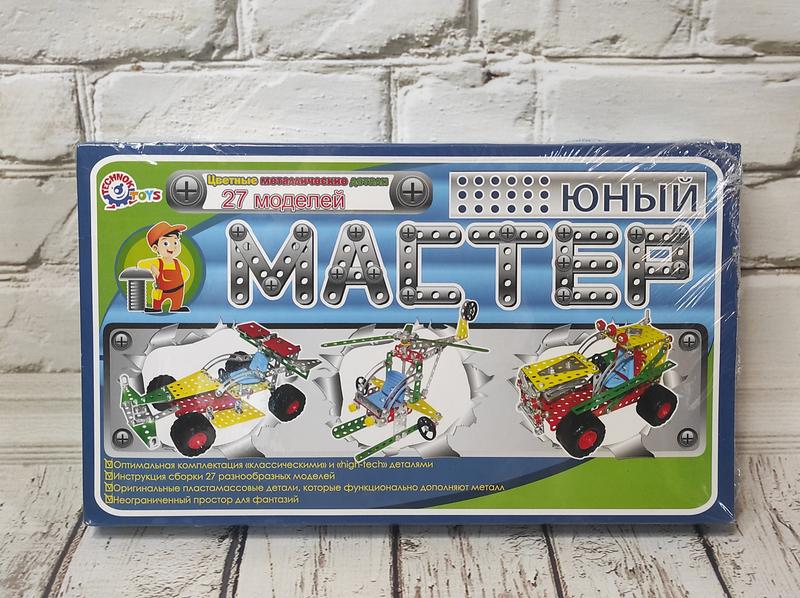 TECHNOK
TOYS
Цветные металлические детали
27 моделей
ЮНЫЙ
МАСТЕР
Оптимальная комплектация «классическими» и «high-tech» деталями
Инструкция сборки 27 разнообразных моделей
Оригинальные пластамассовые детали, которые функционально дополняют металл
Неограниченный простор для фантазий